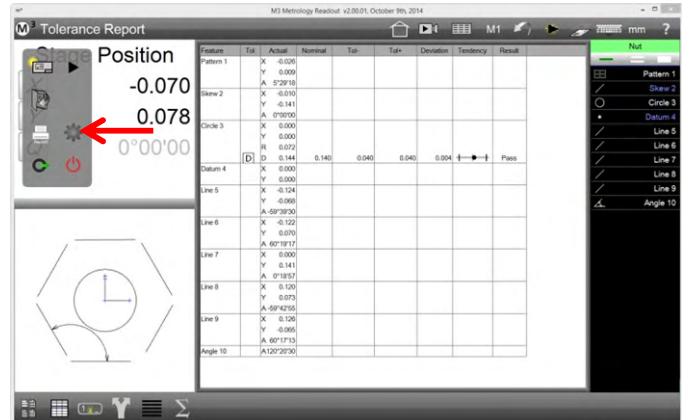 M3 Metrology Readout v2.00.01, October 9th, 2014
M3 Tolerance Report M1 mm ?
Stage Position
-0.070
0.078
0°00'00
Feature Tol Actual Nominal Tol- Tol+ Deviation Tendency Result
Pattern 1 X -0.026
Y 0.009
A 5°29'18
Skew 2 X -0.010
Y -0.141
A 0°00'00
Circle 3 X 0.000
Y 0.000
R 0.072
D D 0.144 0.140 0.040 0.040 0.004 Pass
Datum 4 X 0.000
Y 0.000
Line 5 X -0.124
Y -0.068
A -59°39'30
Line 6 X -0.122
Y 0.070
A 60°19'17
Line 7 X 0.000
Y 0.141
A 0°18'57
Line 8 X 0.120
Y 0.073
A -59°42'55
Line 9 X 0.126
Y -0.065
A 60°17'13
Angle 10 A120°20'30
Nut
Pattern 1
Skew 2
Circle 3
Datum 4
Line 5
Line 6
Line 7
Line 8
Line 9
Angle 10